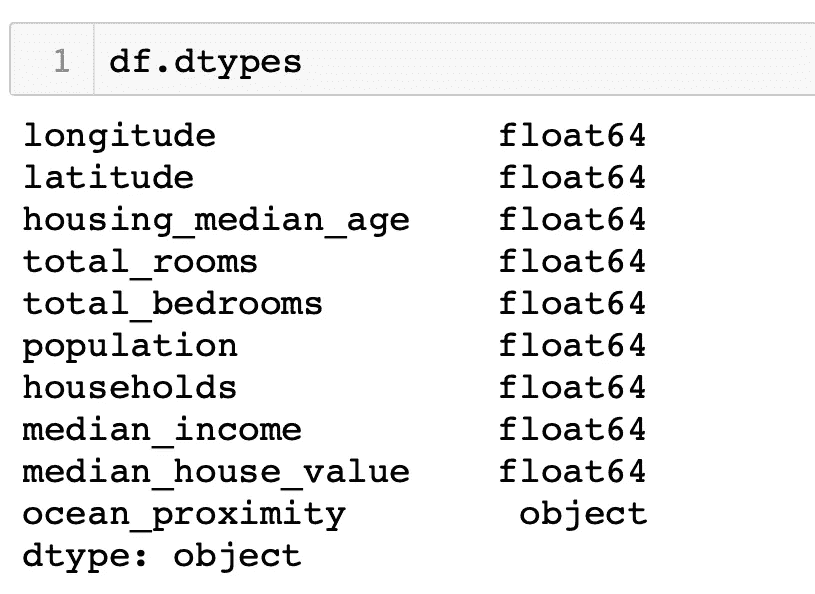 1 df.dtypes
longitude float64
latitude float64
housing_median_age float64
total_rooms float64
total_bedrooms float64
population float64
households float64
median_income float64
median_house_value float64
ocean_proximity object
dtype: object